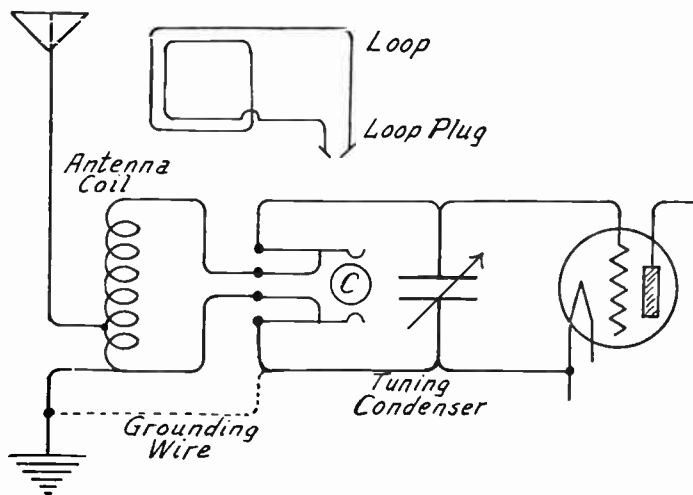 Loop
Loop Plug
Antenna
Coil
C
Tuning
Condenser
Grounding
Wire